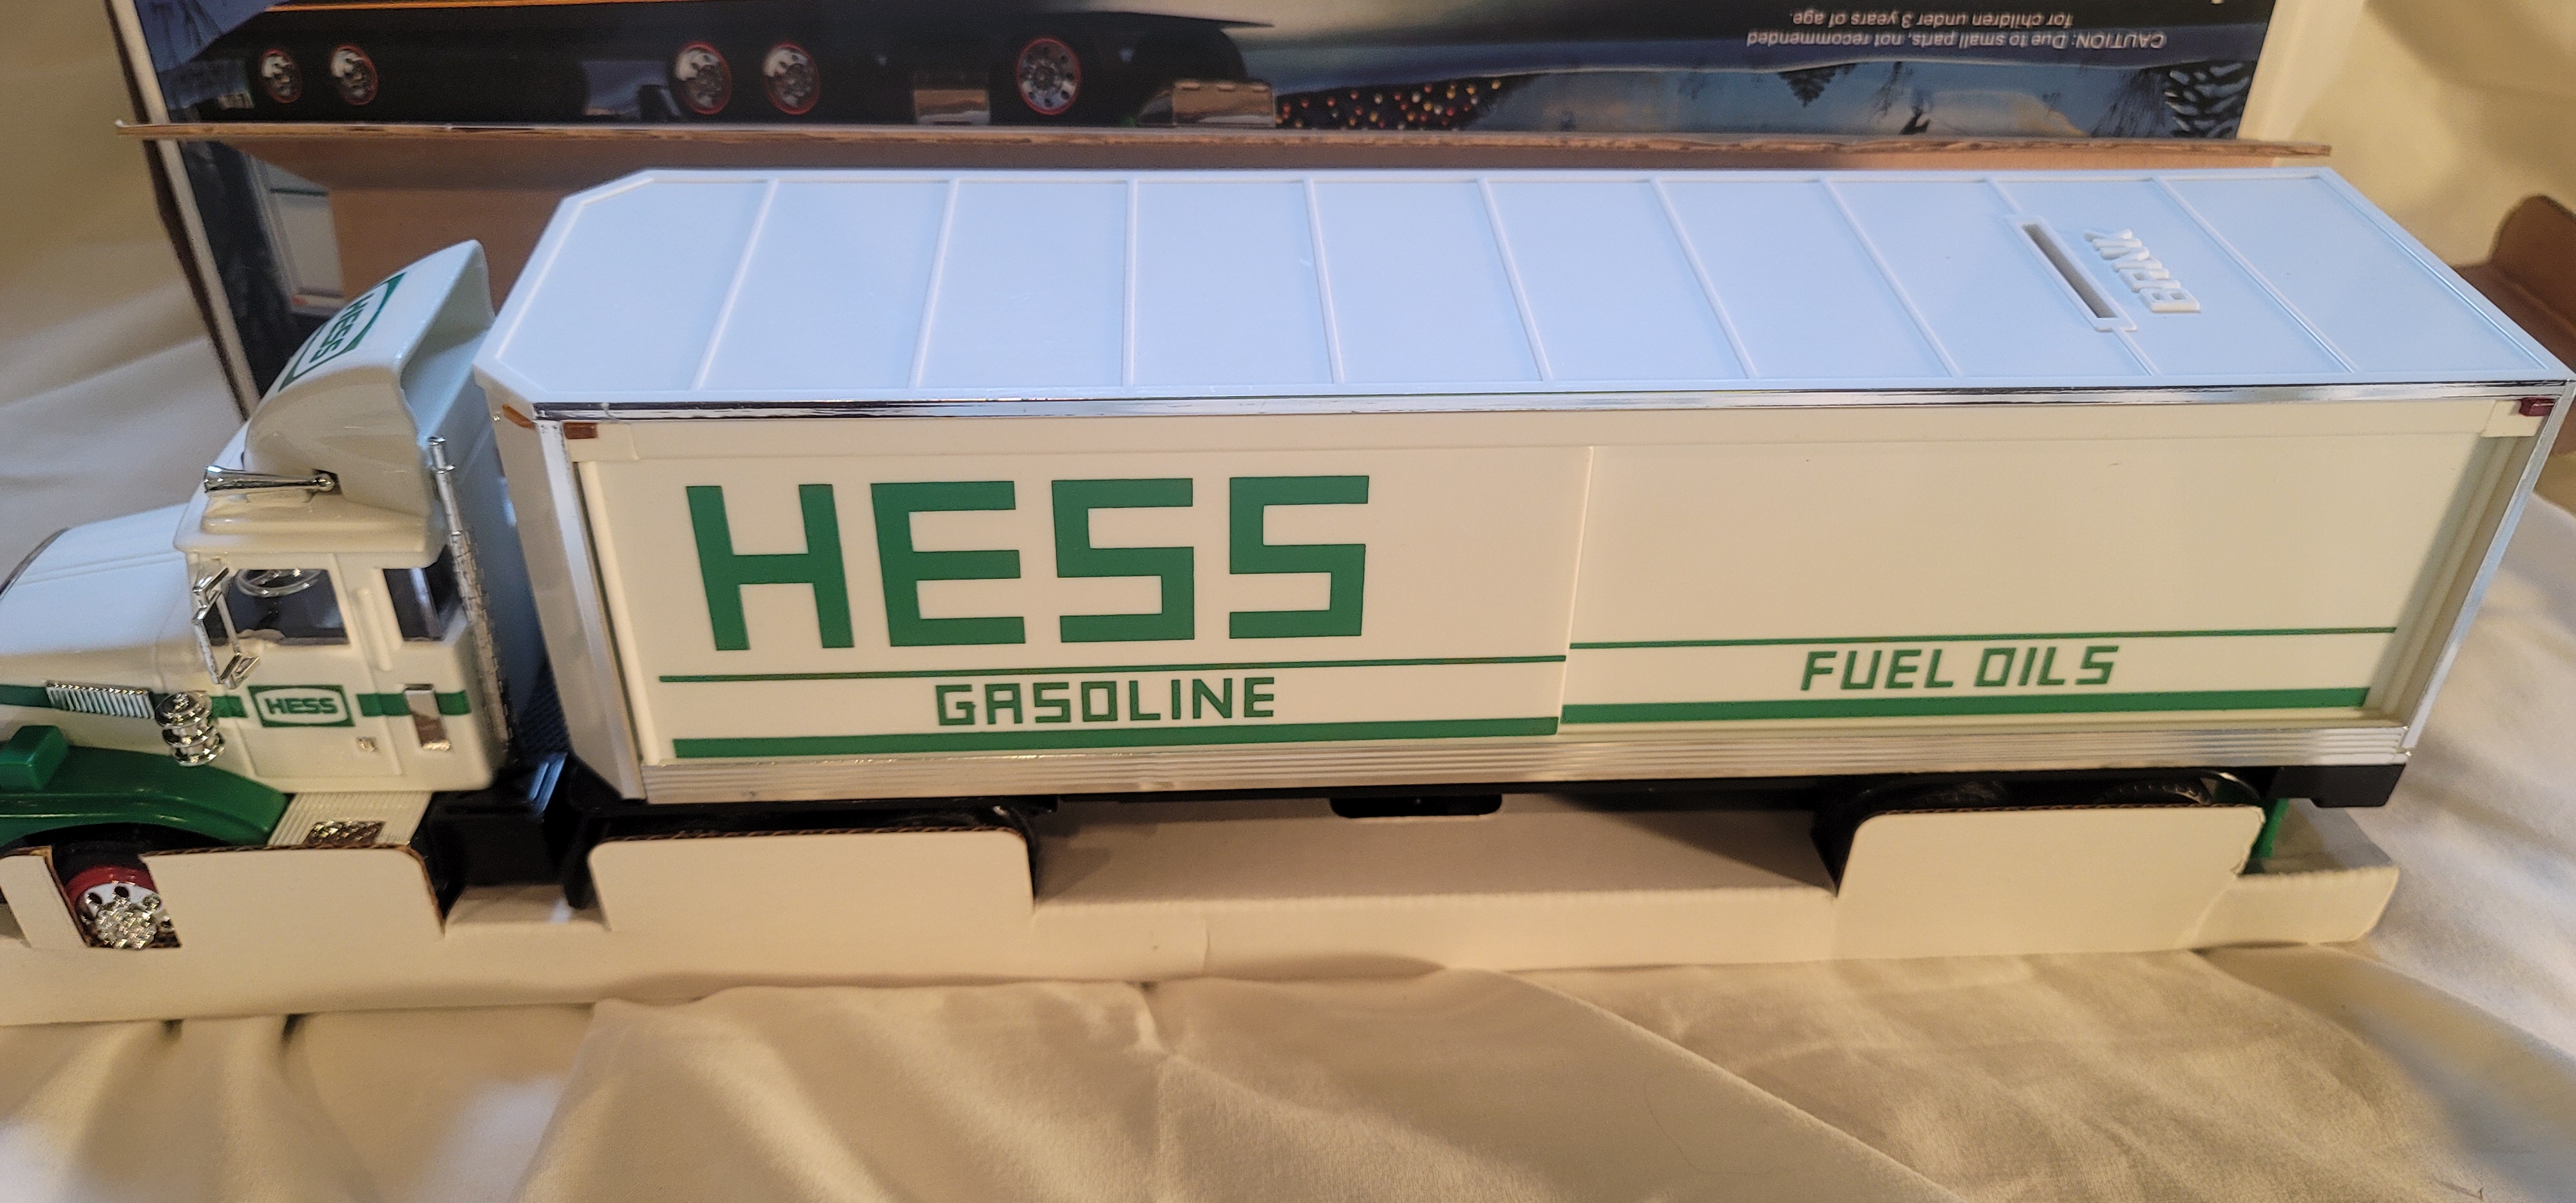 CAUTION: Due to small parts, not recommended
for children under 3 years of age.
BANK
HESS
HESS
GASOLINE
FUEL OILS
HESS